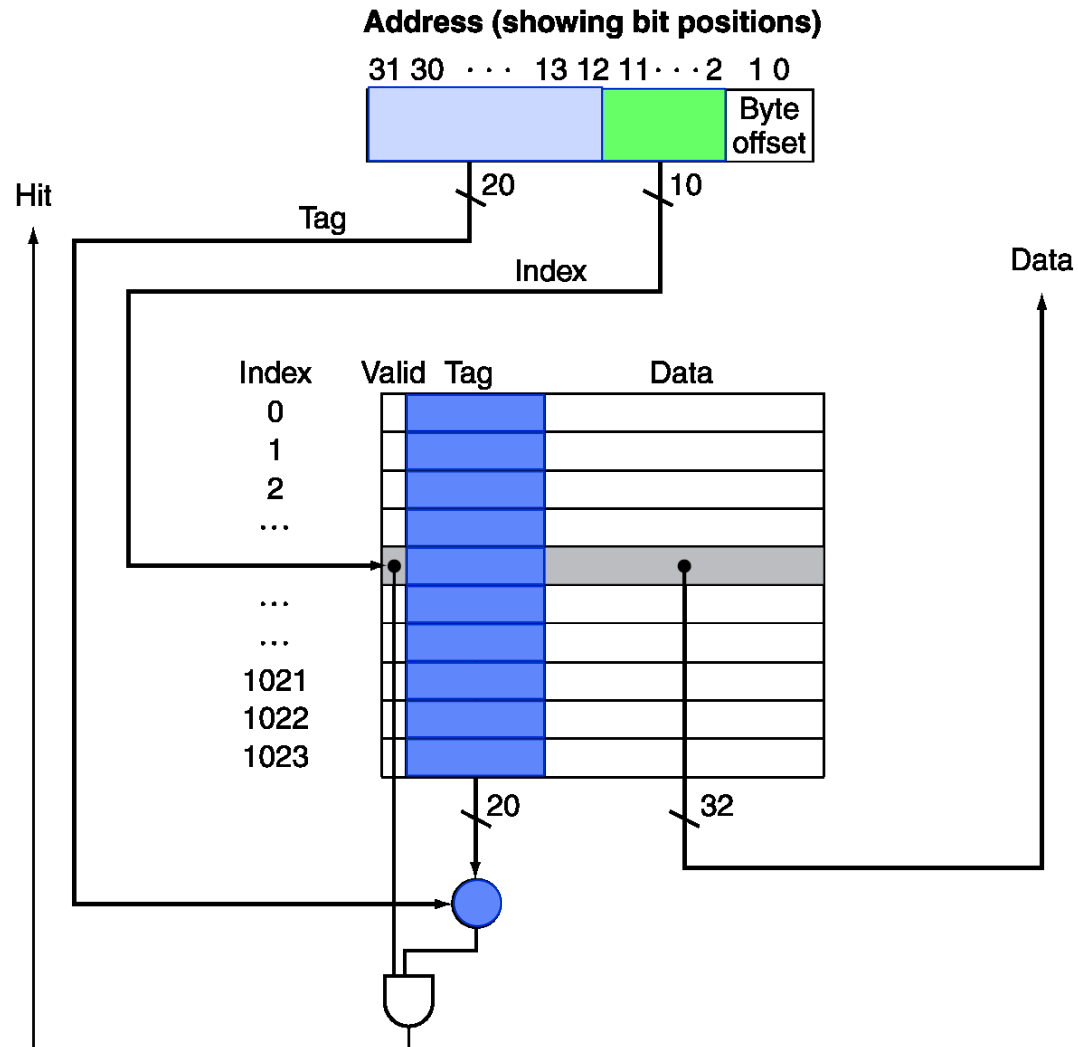 Address (showing bit positions)
31 30 · · · 13 12 11 · · · 2 1 0
Byte
offset
20
10
Hit
Tag
Index
Data
Index Valid Tag Data
0
1
2
...
...
...
1021
1022
1023
20
32